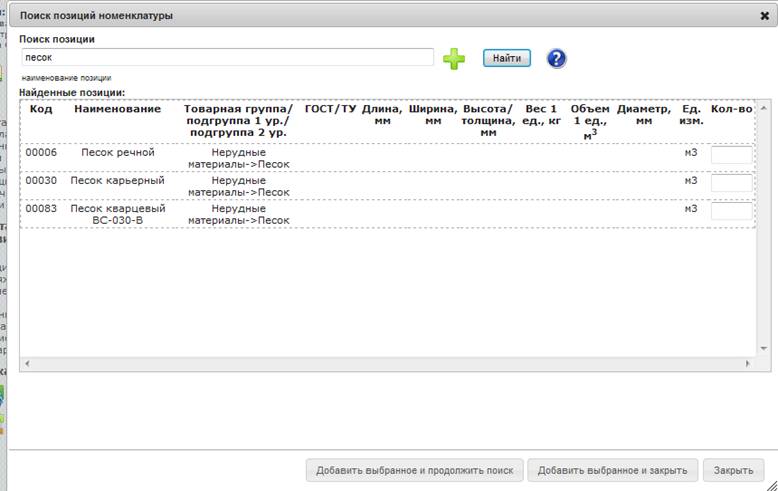 Поиск позиций номенклатуры
Поиск позиции
песок
Найти
наименование позиции
Найденные позиции:
Код Наименование Товарная группа/ подгруппа 1 ур./ подгруппа 2 ур. ГОСТ/ТУ Длина, мм Ширина, мм Высота/ толщина, мм Вес 1 ед., кг Объем 1 ед., м3 Диаметр, мм Ед. изм. Кол-во
00006 Песок речной Нерудные материалы->Песок м3
00030 Песок карьерный Нерудные материалы->Песок м3
00083 Песок кварцевый ВС-030-В Нерудные материалы->Песок м3
Добавить выбранное и продолжить поиск Добавить выбранное и закрыть Закрыть